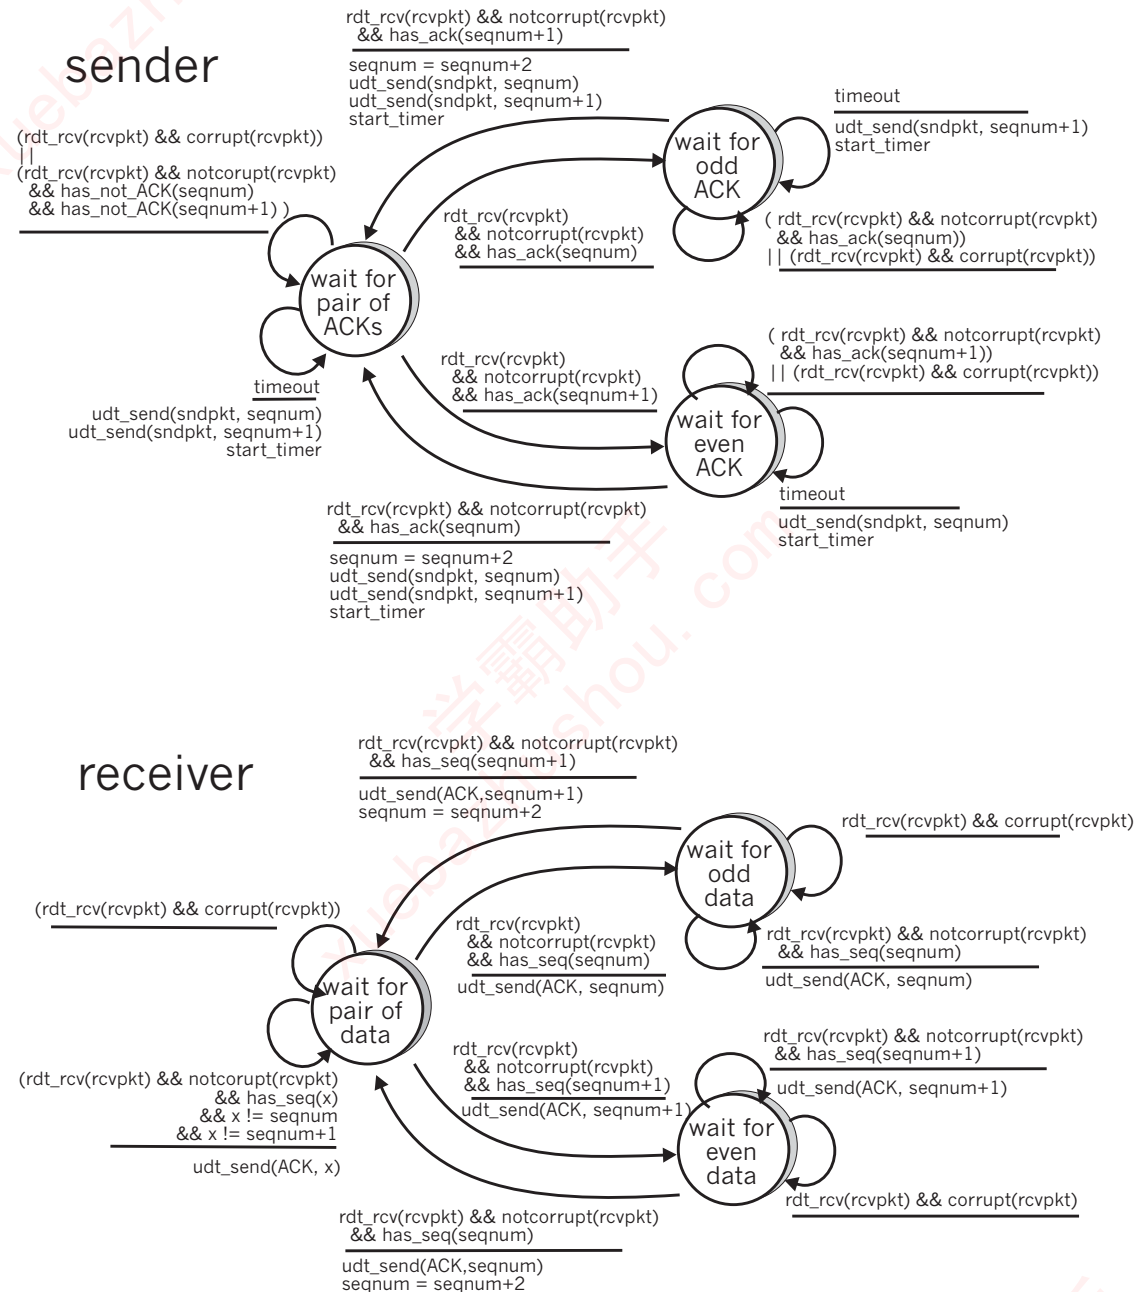 sender
rdt_rcv(rcvpkt) && notcorrupt(rcvpkt)
&& has_ack(seqnum+1)
seqnum = seqnum+2
udt_send(sndpkt, seqnum)
udt_send(sndpkt, seqnum+1)
start_timer
(rdt_rcv(rcvpkt) && corrupt(rcvpkt))
||
(rdt_rcv(rcvpkt) && notcorupt(rcvpkt)
&& has_not_ACK(seqnum)
&& has_not_ACK(seqnum+1) )
wait for
odd
ACK
timeout
udt_send(sndpkt, seqnum+1)
start_timer
rdt_rcv(rcvpkt)
&& notcorrupt(rcvpkt)
&& has_ack(seqnum)
( rdt_rcv(rcvpkt) && notcorrupt(rcvpkt)
&& has_ack(seqnum))
|| (rdt_rcv(rcvpkt) && corrupt(rcvpkt))
wait for
pair of
ACKs
timeout
udt_send(sndpkt, seqnum)
udt_send(sndpkt, seqnum+1)
start_timer
rdt_rcv(rcvpkt)
&& notcorrupt(rcvpkt)
&& has_ack(seqnum+1)
( rdt_rcv(rcvpkt) && notcorrupt(rcvpkt)
&& has_ack(seqnum+1))
|| (rdt_rcv(rcvpkt) && corrupt(rcvpkt))
wait for
even
ACK
timeout
udt_send(sndpkt, seqnum)
start_timer
rdt_rcv(rcvpkt) && notcorrupt(rcvpkt)
&& has_ack(seqnum)
seqnum = seqnum+2
udt_send(sndpkt, seqnum)
udt_send(sndpkt, seqnum+1)
start_timer
学霸助手
xuebazhushou.com
receiver
rdt_rcv(rcvpkt) && notcorrupt(rcvpkt)
&& has_seq(seqnum+1)
udt_send(ACK,seqnum+1)
seqnum = seqnum+2
wait for
odd
data
rdt_rcv(rcvpkt) && corrupt(rcvpkt)
(rdt_rcv(rcvpkt) && corrupt(rcvpkt))
rdt_rcv(rcvpkt)
&& notcorrupt(rcvpkt)
&& has_seq(seqnum)
udt_send(ACK, seqnum)
rdt_rcv(rcvpkt) && notcorrupt(rcvpkt)
&& has_seq(seqnum)
udt_send(ACK, seqnum)
wait for
pair of
data
(rdt_rcv(rcvpkt) && notcorupt(rcvpkt)
&& has_seq(x)
&& x != seqnum
&& x != seqnum+1
udt_send(ACK, x)
rdt_rcv(rcvpkt)
&& notcorrupt(rcvpkt)
&& has_seq(seqnum+1)
udt_send(ACK, seqnum+1)
rdt_rcv(rcvpkt) && notcorrupt(rcvpkt)
&& has_seq(seqnum+1)
udt_send(ACK, seqnum+1)
wait for
even
data
rdt_rcv(rcvpkt) && corrupt(rcvpkt)
rdt_rcv(rcvpkt) && notcorrupt(rcvpkt)
&& has_seq(seqnum)
udt_send(ACK,seqnum)
seqnum = seqnum+2